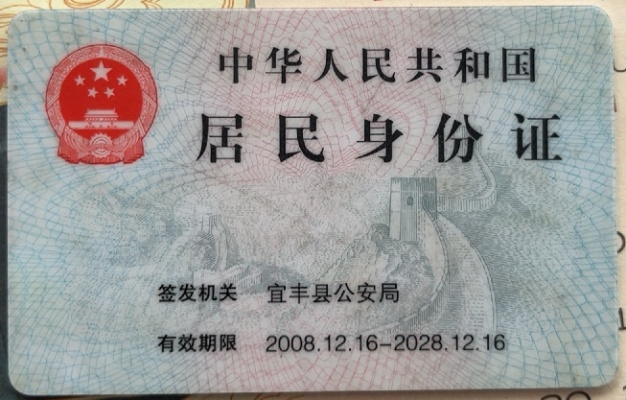 中华人民共和国
居民身份证
签发机关 宜丰县公安局
有效期限 2008.12.16-2028.12.16